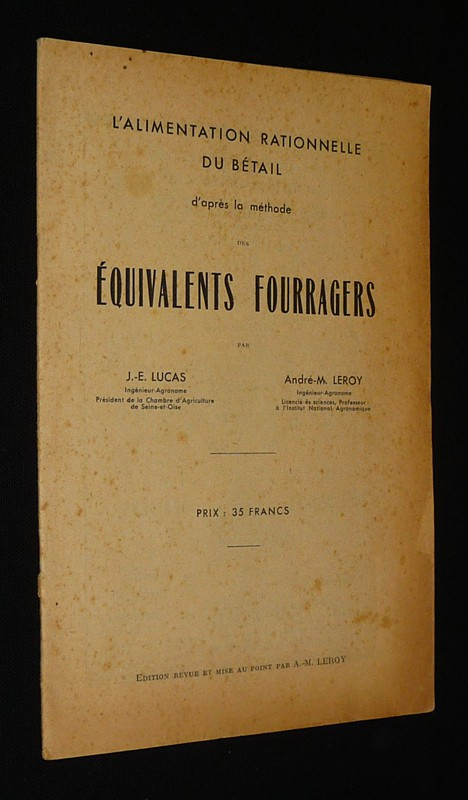 L'ALIMENTATION RATIONNELLE
DU BÉTAIL
d'après la méthode
DES
ÉQUIVALENTS FOURRAGERS
PAR
J.-E. LUCAS
Ingénieur-Agronome
Président de la Chambre d'Agriculture
de Seine-et-Oise
André-M. LEROY
Ingénieur-Agronome
Licencié ès sciences, Professeur
à l'Institut National Agronomique
PRIX : 35 FRANCS
EDITION REVUE ET MISE AU POINT PAR A.-M. LEROY